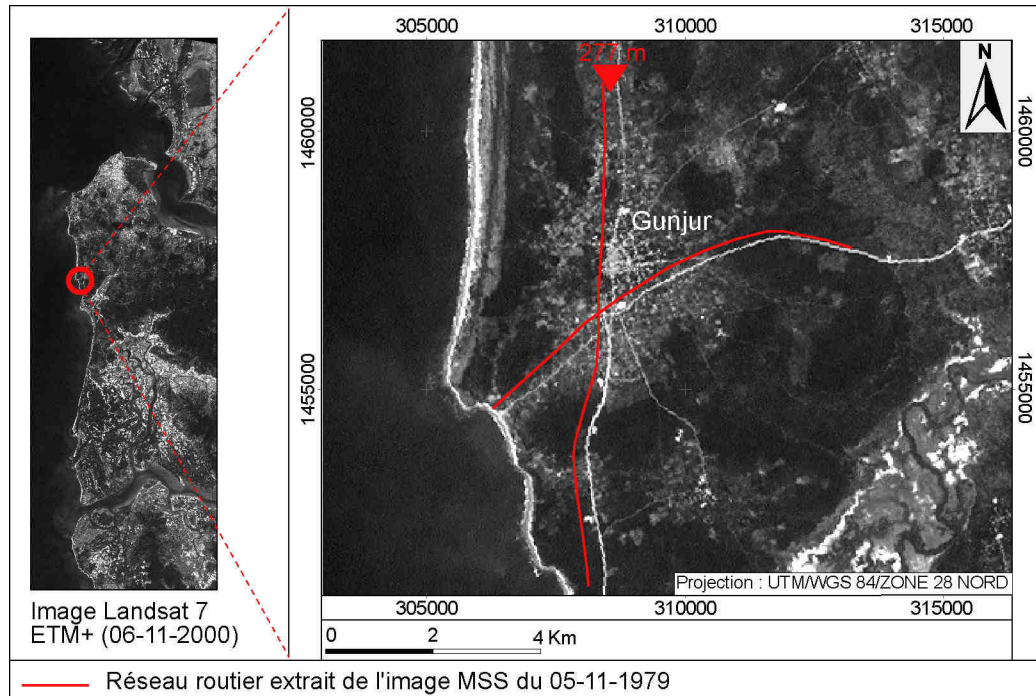 305000
310000
315000
277 m
N
1460000
1460000
Gunjur
1455000
1455000
Projection : UTM/WGS 84/ZONE 28 NORD
305000
310000
315000
Image Landsat 7
ETM+ (06-11-2000)
0 2 4 Km
Réseau routier extrait de l'image MSS du 05-11-1979